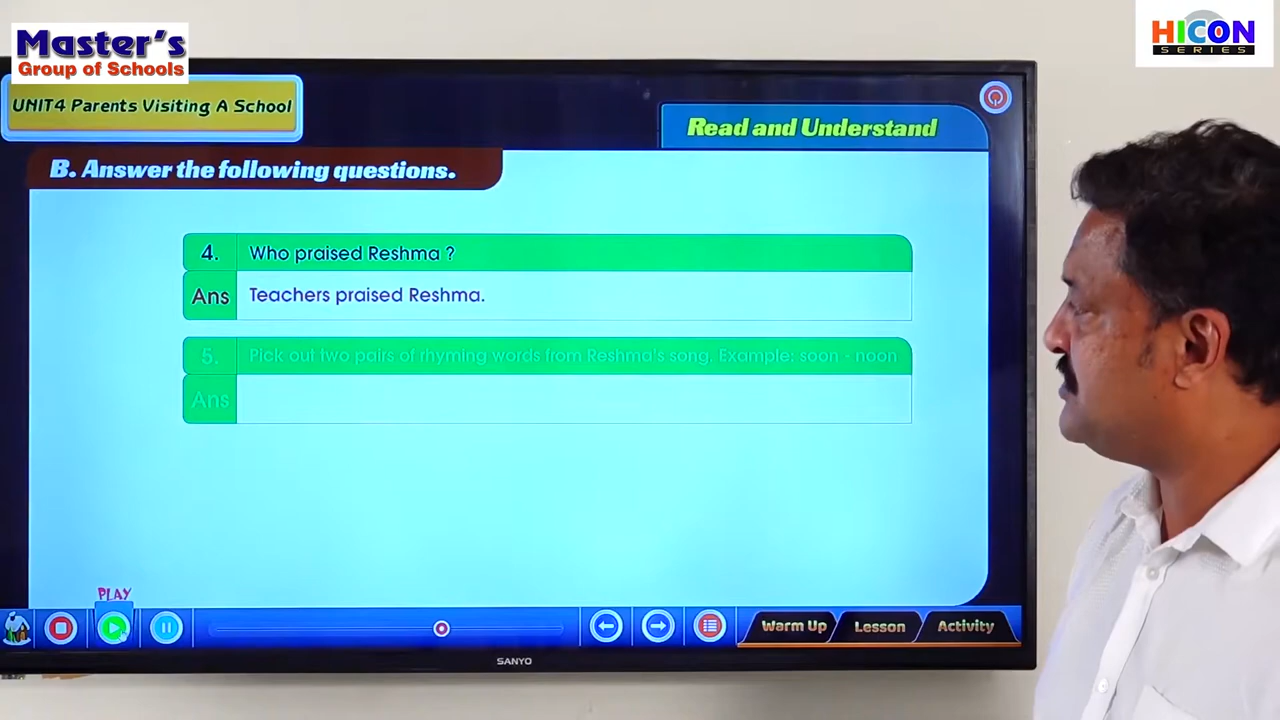 Master's
Group of Schools
HICON
SERIES
UNIT4 Parents Visiting A School
Read and Understand
B. Answer the following questions.
4. Who praised Reshma ?
Ans Teachers praised Reshma.
5. Pick out two pairs of rhyming words from Reshma's song. Example: soon - noon
Ans
PLAY
Warm Up Lesson Activity
SANYO